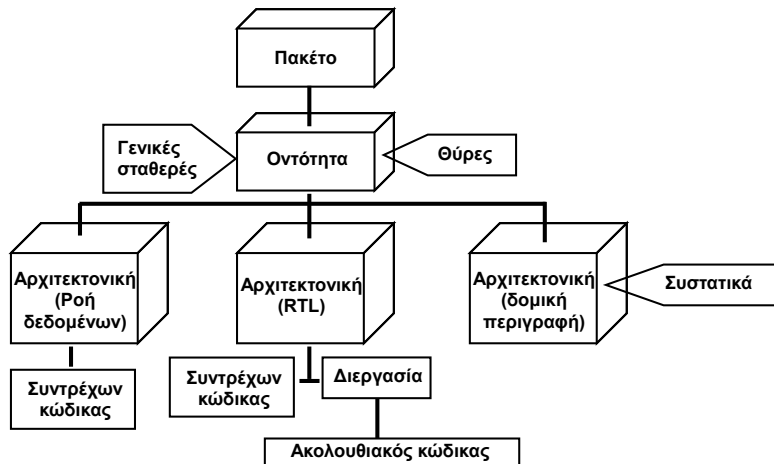 Πακέτο
Γενικές
σταθερές
Οντότητα
Θύρες
Αρχιτεκτονική
(Ροή
δεδομένων)
Αρχιτεκτονική
(RTL)
Αρχιτεκτονική
(δομική
περιγραφή)
Συστατικά
Συντρέχων
κώδικας
Συντρέχων
κώδικας
Διεργασία
Ακολουθιακός κώδικας